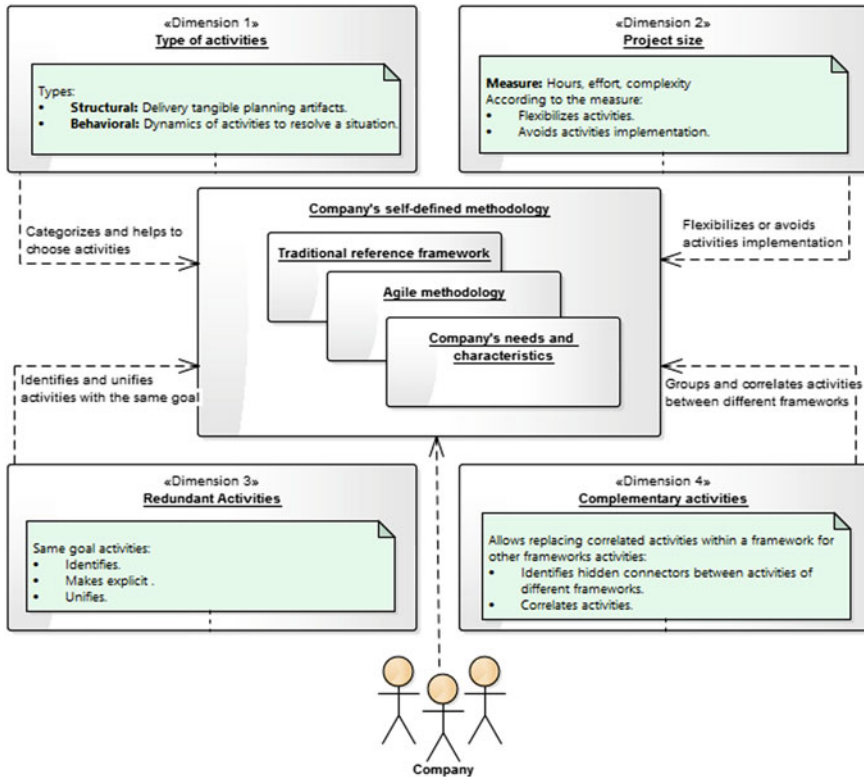 «Dimension 1»
Type of activities
Types:
• Structural: Delivery tangible planning artifacts.
• Behavioral: Dynamics of activities to resolve a situation.
«Dimension 2»
Project size
Measure: Hours, effort, complexity
According to the measure:
• Flexibilizes activities.
• Avoids activities implementation.
Categorizes and helps to
choose activities
Company's self-defined methodology
Traditional reference framework
Agile methodology
Company's needs and
characteristics
Flexibilizes or avoids
activities implementation
Identifies and unifies
activities with the same goal
Groups and correlates activities
between different frameworks
«Dimension 3»
Redundant Activities
Same goal activities:
• Identifies.
• Makes explicit .
• Unifies.
«Dimension 4»
Complementary activities
Allows replacing correlated activities within a framework for
other frameworks activities:
• Identifies hidden connectors between activities of
different frameworks.
• Correlates activities.
Company